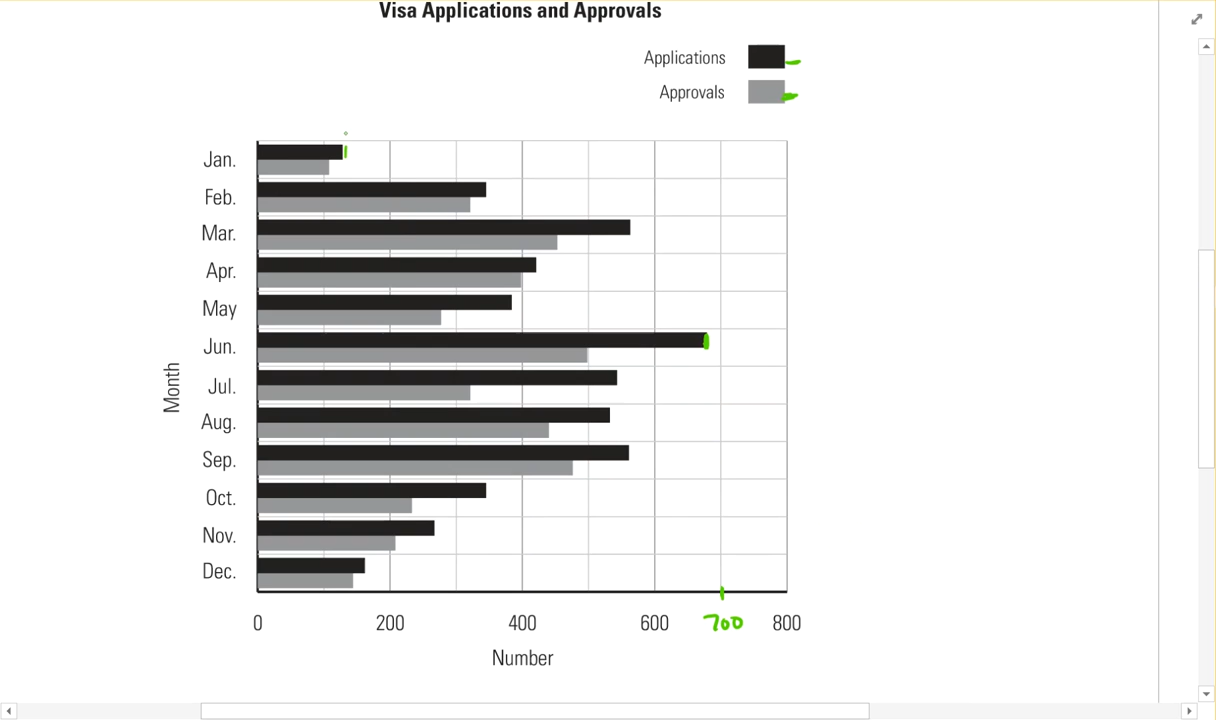 Visa Applications and Approvals
Applications
Approvals
Jan.
Feb.
Mar.
Apr.
May
Jun.
Jul.
Aug.
Sep.
Oct.
Nov.
Dec.
Month
0 200 400 600 700 800
Number